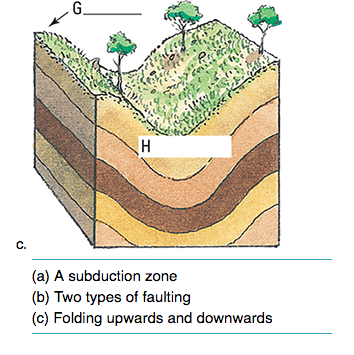 G
H
c.
(a) A subduction zone
(b) Two types of faulting
(c) Folding upwards and downwards